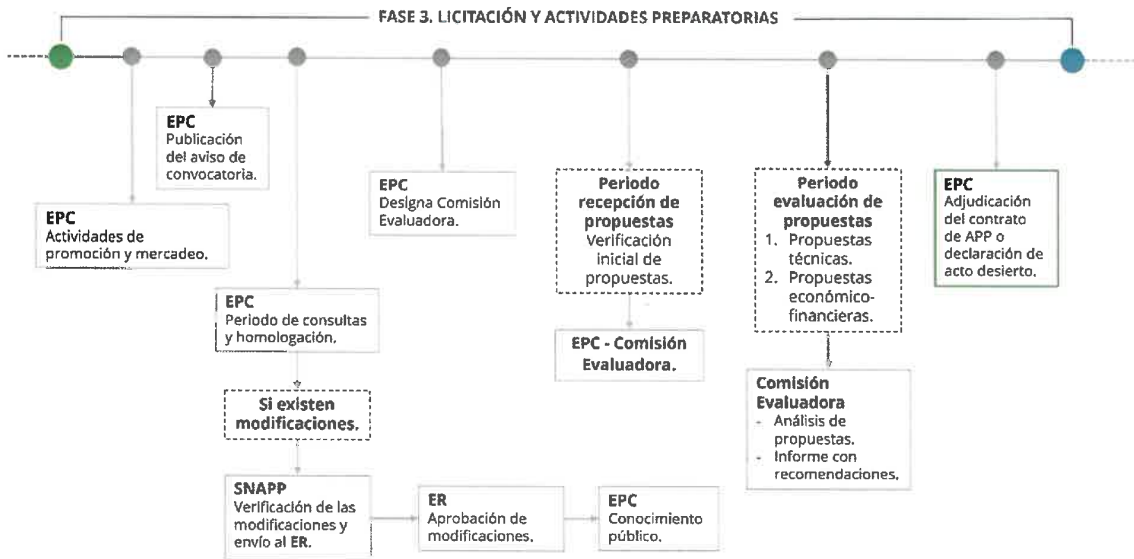 FASE 3. LICITACIÓN Y ACTIVIDADES PREPARATORIAS
EPC
Actividades de
promoción y mercadeo.
EPC
Publicación
del aviso de
convocatoria.
EPC
Periodo de consultas
y homologación.
Si existen
modificaciones.
SNAPP
Verificación de las
modificaciones y
envío al ER.
ER
Aprobación de
modificaciones.
EPC
Conocimiento
público.
EPC
Designa Comisión
Evaluadora.
Periodo
recepción de
propuestas
Verificación
inicial de
propuestas.
EPC - Comisión
Evaluadora.
Periodo
evaluación de
propuestas
1. Propuestas
técnicas.
2. Propuestas
económico-
financieras.
Comisión
Evaluadora
- Análisis de
propuestas.
- Informe con
recomendaciones.
EPC
Adjudicación
del contrato
de APP o
declaración de
acto desierto.